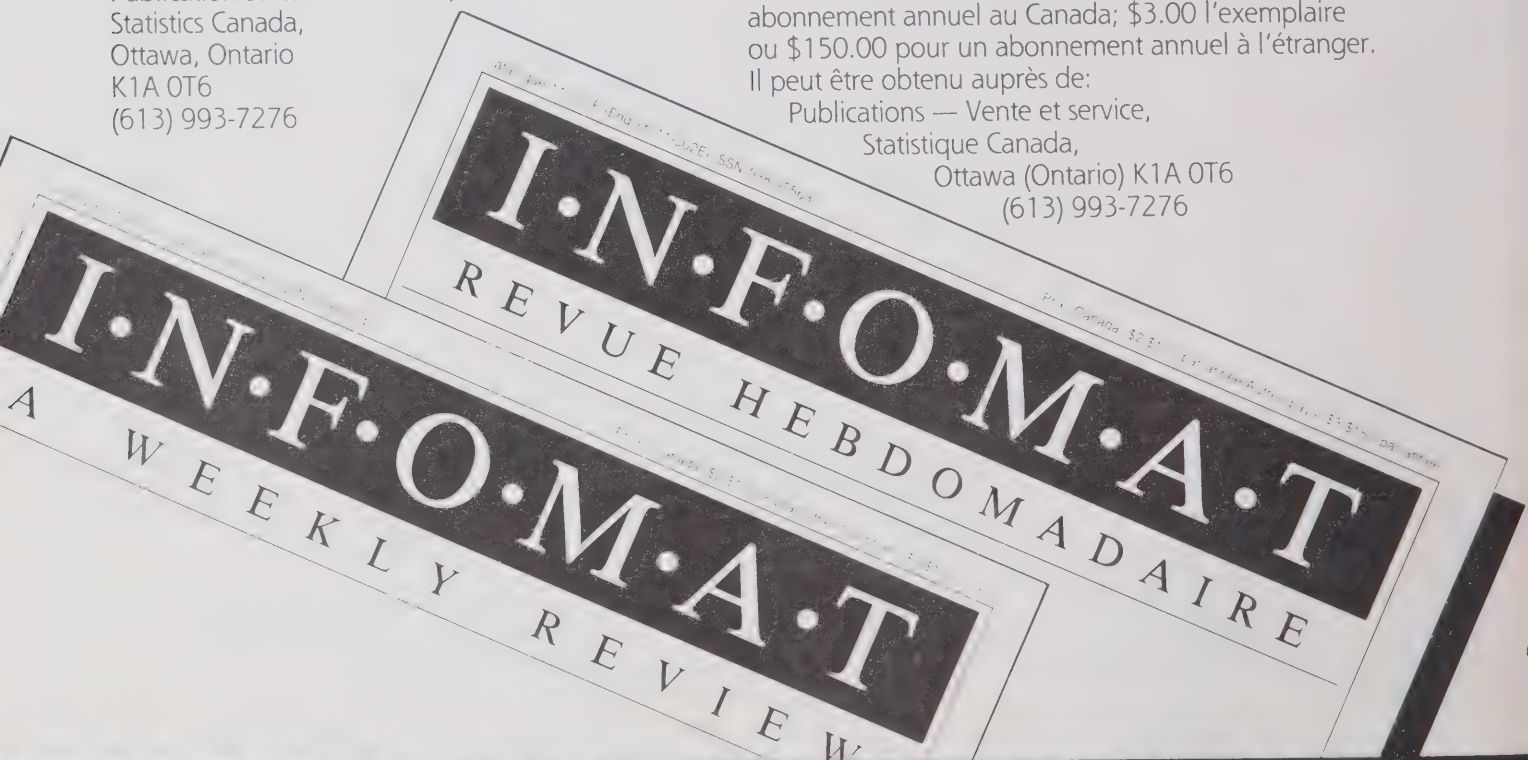 Statistics Canada,
Ottawa, Ontario
K1A 0T6
(613) 993-7276
abonnement annuel au Canada; $3.00 l'exemplaire
ou $150.00 pour un abonnement annuel à l'étranger.
Il peut être obtenu auprès de:
Publications — Vente et service,
Statistique Canada,
Ottawa (Ontario) K1A 0T6
(613) 993-7276
I•N•F•O•M•A•T
REVUE HEBDOMADAIRE
I•N•F•O•M•A•T
A WEEKLY REVIEW